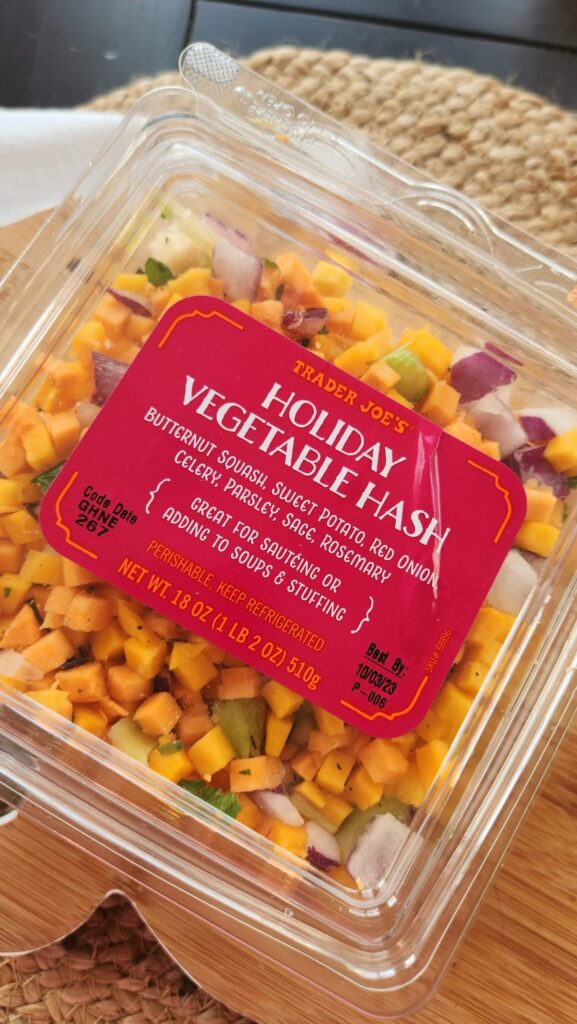 TRADER JOE'S
HOLIDAY
VEGETABLE HASH
BUTTERNUT SQUASH, SWEET POTATO, RED ONION,
CELERY, PARSLEY, SAGE, ROSEMARY
GREAT FOR SAUTÉING OR
ADDING TO SOUPS & STUFFING
PERISHABLE, KEEP REFRIGERATED
NET WT. 18 OZ (1 LB 2 OZ) 510g
Code Date
GHNE
267
Best By:
10/03/23
P-006
SKU# 68896